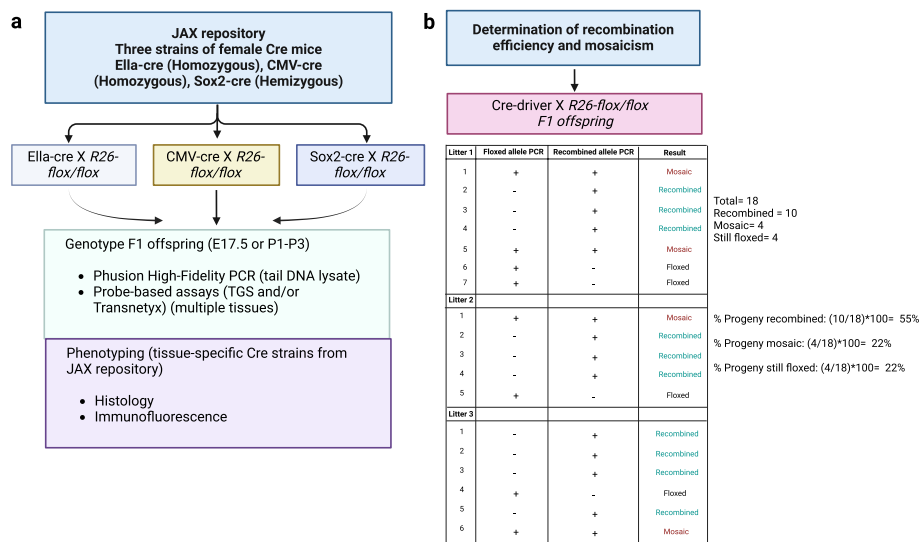 a
JAX repository
Three strains of female Cre mice
Ella-cre (Homozygous), CMV-cre
(Homozygous), Sox2-cre (Hemizygous)
Ella-cre X R26-
flox/flox
CMV-cre X R26-
flox/flox
Sox2-cre X R26-
flox/flox
Genotype F1 offspring (E17.5 or P1-P3)
• Phusion High-Fidelity PCR (tail DNA lysate)
• Probe-based assays (TGS and/or
Transnetyx) (multiple tissues)
Phenotyping (tissue-specific Cre strains from
JAX repository)
• Histology
• Immunofluorescence
b
Determination of recombination
efficiency and mosaicism
Cre-driver X R26-flox/flox
F1 offspring
Litter 1 Floxed allele PCR Recombined allele PCR Result
1 + + Mosaic
2 - + Recombined
3 - + Recombined
4 - + Recombined
5 + + Mosaic
6 + - Floxed
7 + - Floxed
Litter 2
1 + + Mosaic
2 - + Recombined
3 - + Recombined
4 - + Recombined
5 + - Floxed
Litter 3
1 - + Recombined
2 - + Recombined
3 - + Recombined
4 + - Floxed
5 - + Recombined
6 + + Mosaic
Total= 18
Recombined = 10
Mosaic= 4
Still floxed= 4
% Progeny recombined: (10/18)*100= 55%
% Progeny mosaic: (4/18)*100= 22%
% Progeny still floxed: (4/18)*100= 22%